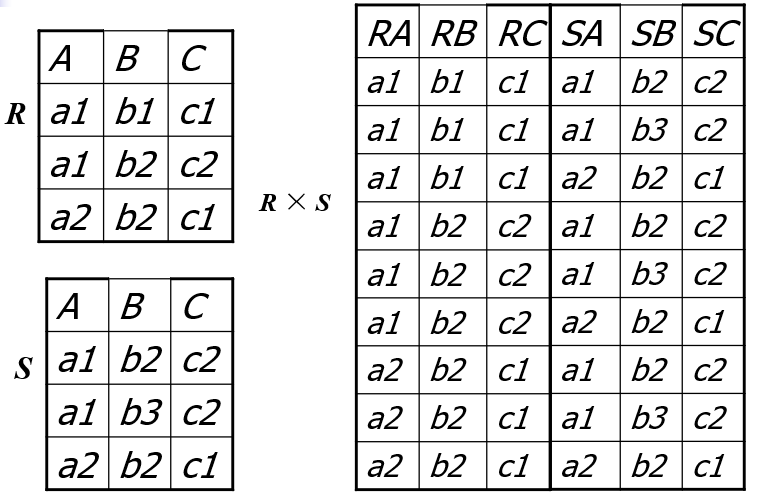 R
A B C
a1 b1 c1
a1 b2 c2
a2 b2 c1
S
A B C
a1 b2 c2
a1 b3 c2
a2 b2 c1
R × S
RA RB RC SA SB SC
a1 b1 c1 a1 b2 c2
a1 b1 c1 a1 b3 c2
a1 b1 c1 a2 b2 c1
a1 b2 c2 a1 b2 c2
a1 b2 c2 a1 b3 c2
a1 b2 c2 a2 b2 c1
a2 b2 c1 a1 b2 c2
a2 b2 c1 a1 b3 c2
a2 b2 c1 a2 b2 c1